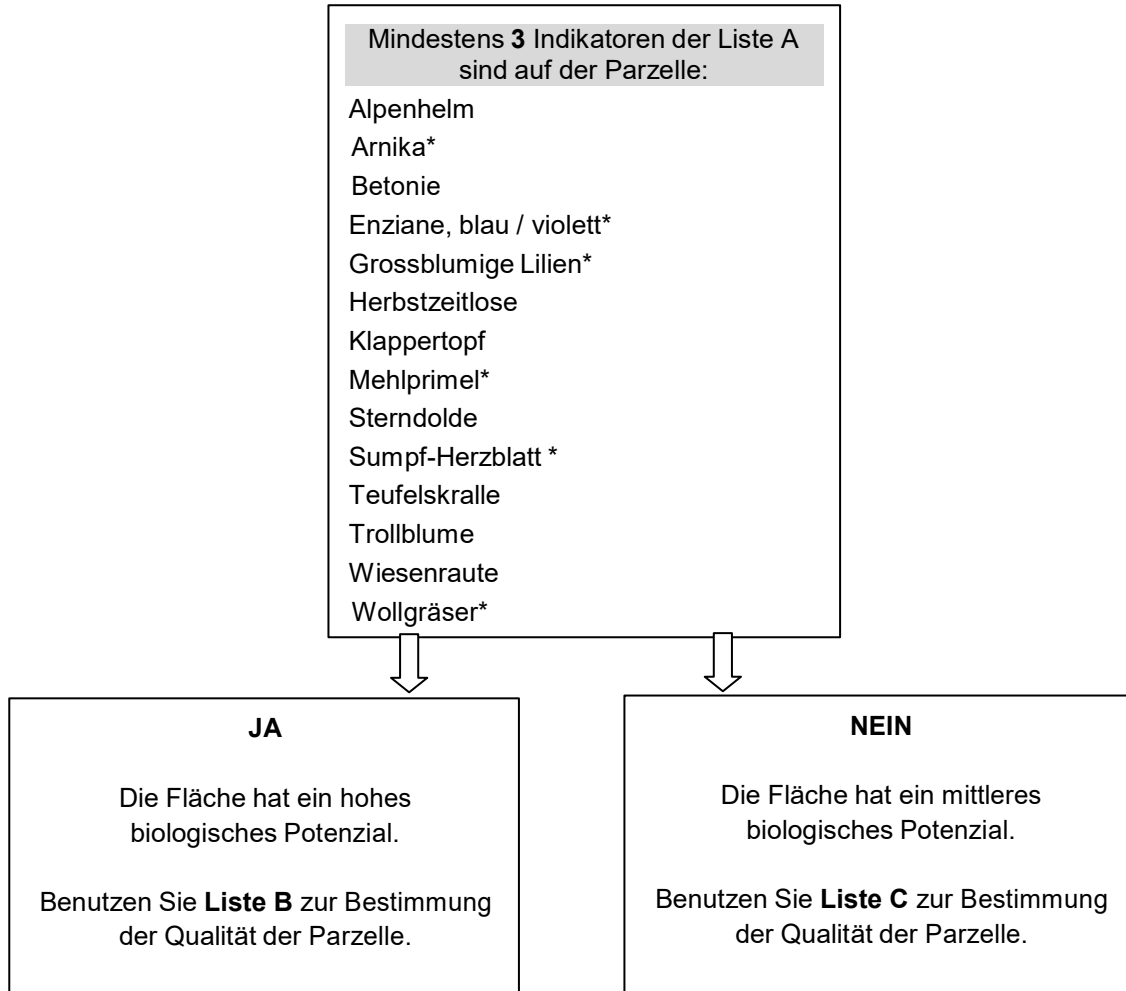 Mindestens 3 Indikatoren der Liste A
sind auf der Parzelle:
Alpenhelm
Arnika*
Betonie
Enziane, blau / violett*
Grossblumige Lilien*
Herbstzeitlose
Klappertopf
Mehlprimel*
Sterndolde
Sumpf-Herzblatt *
Teufelskralle
Trollblume
Wiesenraute
Wollgräser*
JA
Die Fläche hat ein hohes
biologisches Potenzial.
Benutzen Sie Liste B zur Bestimmung
der Qualität der Parzelle.
NEIN
Die Fläche hat ein mittleres
biologisches Potenzial.
Benutzen Sie Liste C zur Bestimmung
der Qualität der Parzelle.